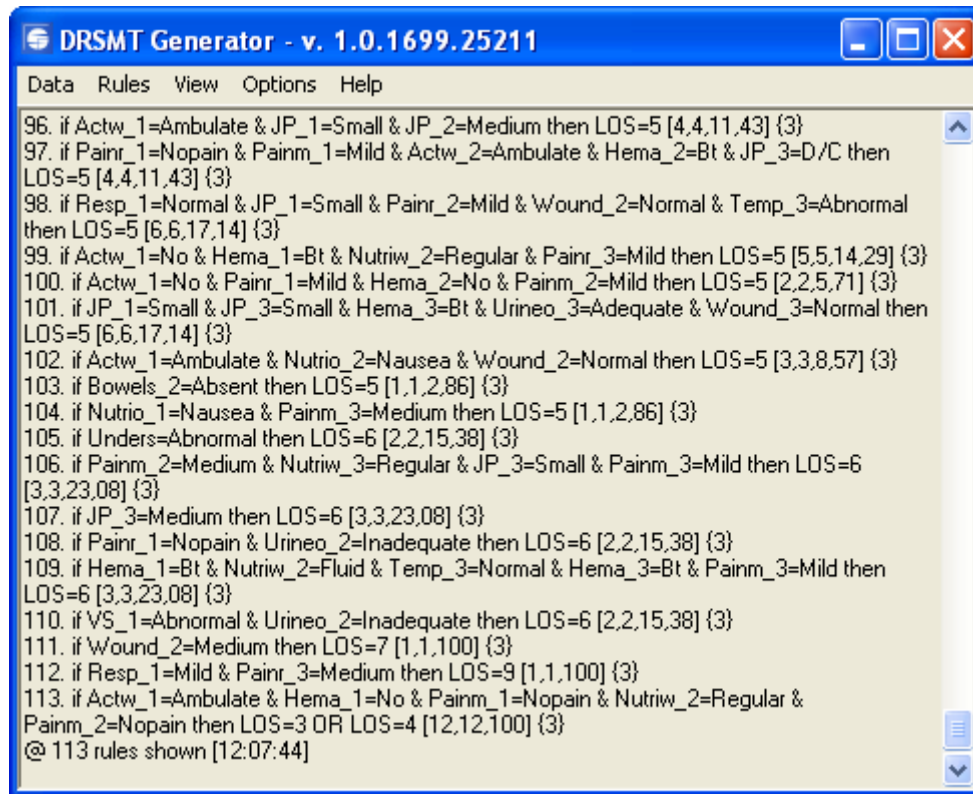 DRSMT Generator - v. 1.0.1699.25211
Data Rules View Options Help
96. if Actw_1=Ambulate & JP_1=Small & JP_2=Medium then LOS=5 [4,4,11,43] {3}
97. if Painr_1=Nopain & Painm_1=Mild & Actw_2=Ambulate & Hema_2=Bt & JP_3=D/C then
LOS=5 [4,4,11,43] {3}
98. if Resp_1=Normal & JP_1=Small & Painr_2=Mild & Wound_2=Normal & Temp_3=Abnormal
then LOS=5 [6,6,17,14] {3}
99. if Actw_1=No & Hema_1=Bt & Nutriw_2=Regular & Painr_3=Mild then LOS=5 [5,5,14,29] {3}
100. if Actw_1=No & Painr_1=Mild & Hema_2=No & Painm_2=Mild then LOS=5 [2,2,5,71] {3}
101. if JP_1=Small & JP_3=Small & Hema_3=Bt & Urineo_3=Adequate & Wound_3=Normal then
LOS=5 [6,6,17,14] {3}
102. if Actw_1=Ambulate & Nutrio_2=Nausea & Wound_2=Normal then LOS=5 [3,3,8,57] {3}
103. if Bowels_2=Absent then LOS=5 [1,1,2,86] {3}
104. if Nutrio_1=Nausea & Painm_3=Medium then LOS=5 [1,1,2,86] {3}
105. if Unders=Abnormal then LOS=6 [2,2,15,38] {3}
106. if Painm_2=Medium & Nutriw_3=Regular & JP_3=Small & Painm_3=Mild then LOS=6
[3,3,23,08] {3}
107. if JP_3=Medium then LOS=6 [3,3,23,08] {3}
108. if Painr_1=Nopain & Urineo_2=Inadequate then LOS=6 [2,2,15,38] {3}
109. if Hema_1=Bt & Nutriw_2=Fluid & Temp_3=Normal & Hema_3=Bt & Painm_3=Mild then
LOS=6 [3,3,23,08] {3}
110. if VS_1=Abnormal & Urineo_2=Inadequate then LOS=6 [2,2,15,38] {3}
111. if Wound_2=Medium then LOS=7 [1,1,100] {3}
112. if Resp_1=Mild & Painr_3=Medium then LOS=9 [1,1,100] {3}
113. if Actw_1=Ambulate & Hema_1=No & Painm_1=Nopain & Nutriw_2=Regular &
Painm_2=Nopain then LOS=3 OR LOS=4 [12,12,100] {3}
@ 113 rules shown [12:07:44]